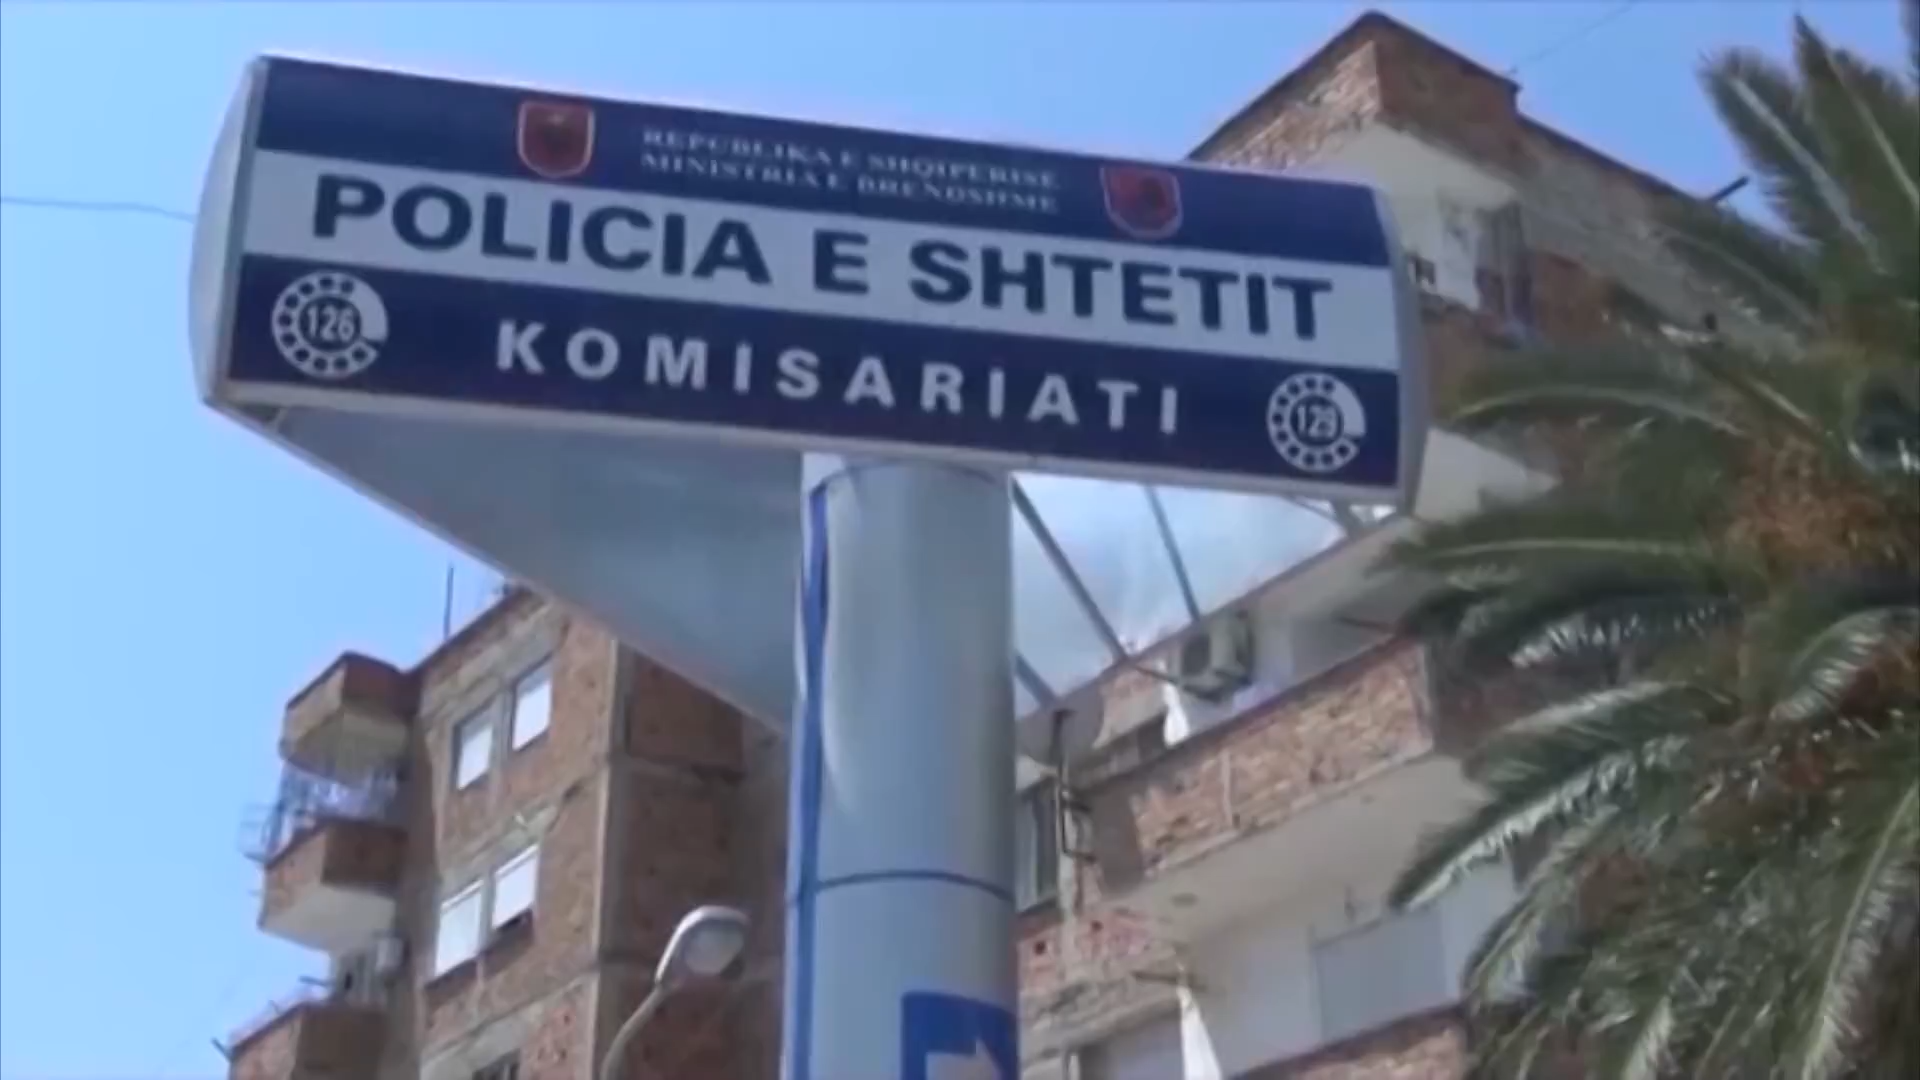 REPUBLIKA E SHQIPERISE
MINISTRIA E BRENDSHME
POLICIA E SHTETIT
126 KOMISARIATI 129